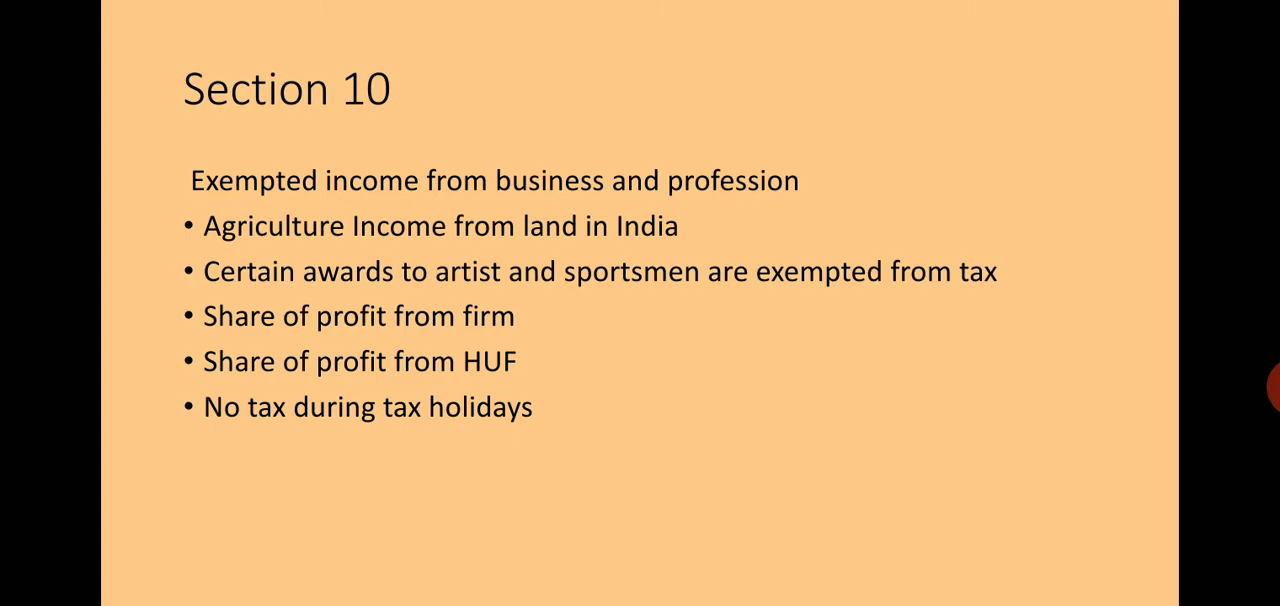 Section 10
Exempted income from business and profession
• Agriculture Income from land in India
• Certain awards to artist and sportsmen are exempted from tax
• Share of profit from firm
• Share of profit from HUF
• No tax during tax holidays